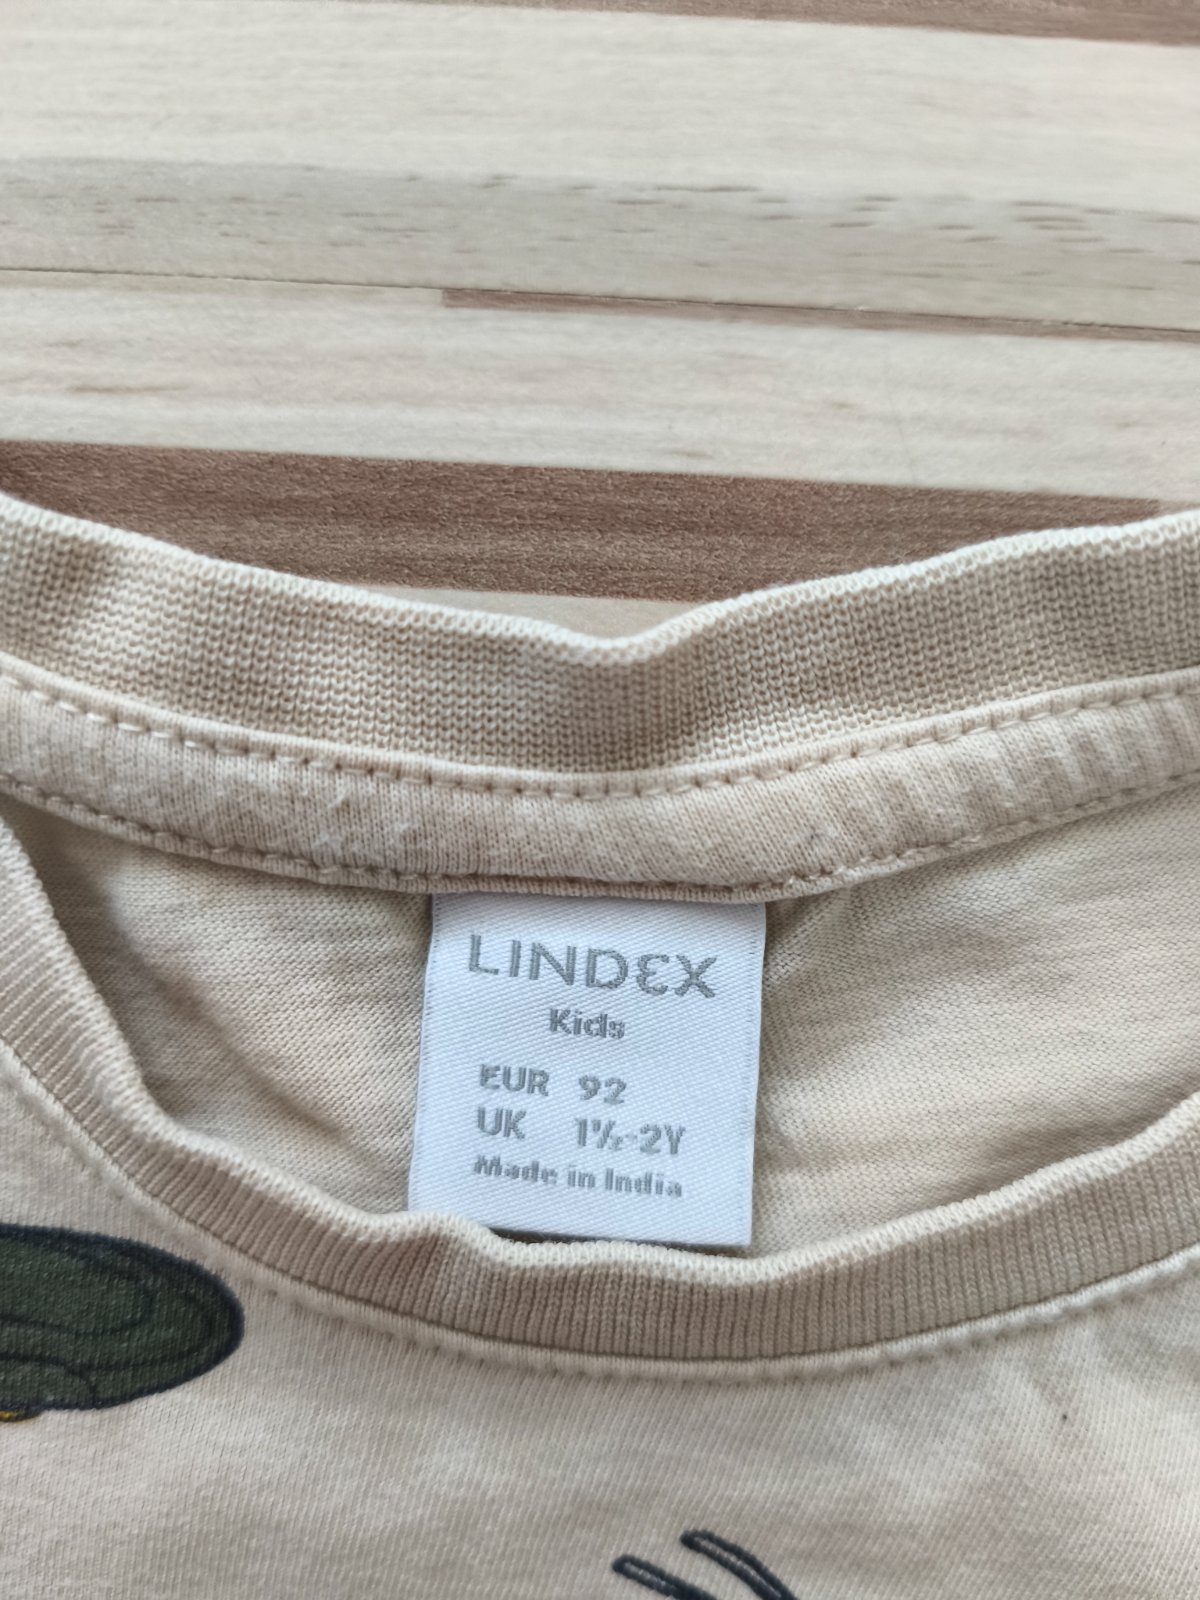 LINDEX
Kids
EUR 92
UK 1½-2Y
Made in India